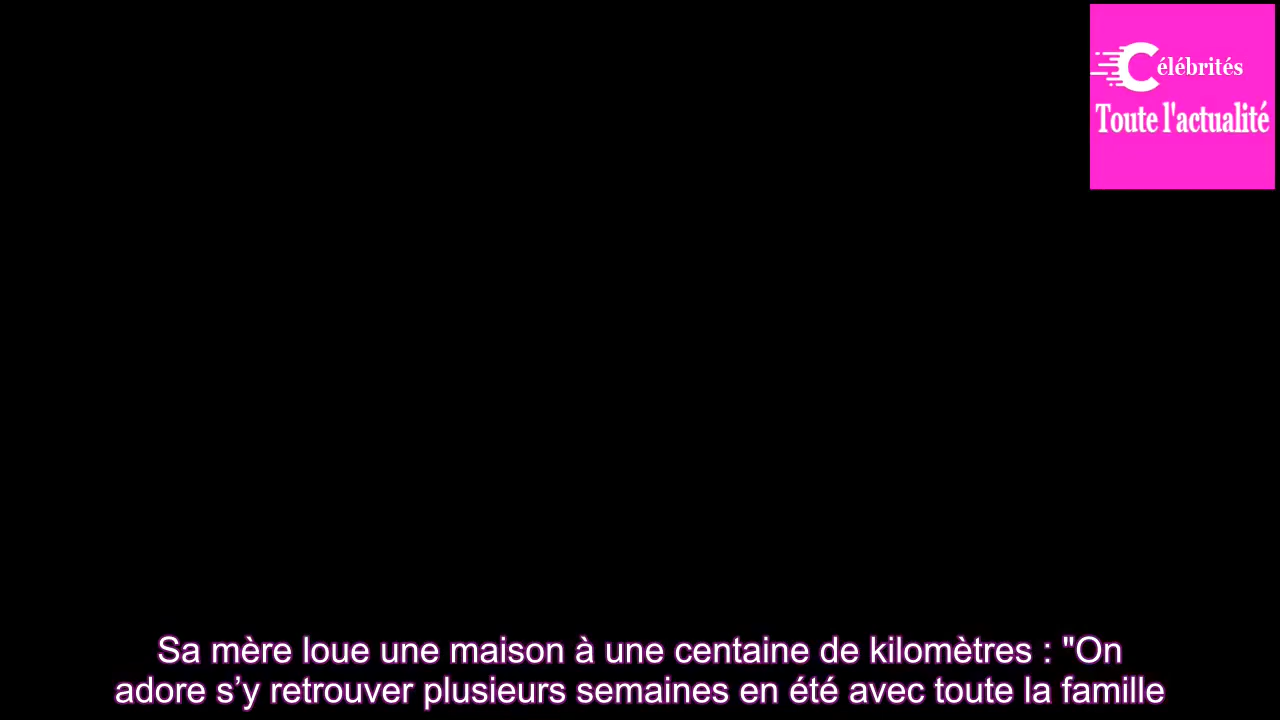 Célébrités
Toute l'actualité
Sa mère loue une maison à une centaine de kilomètres : "On
adore s’y retrouver plusieurs semaines en été avec toute la famille